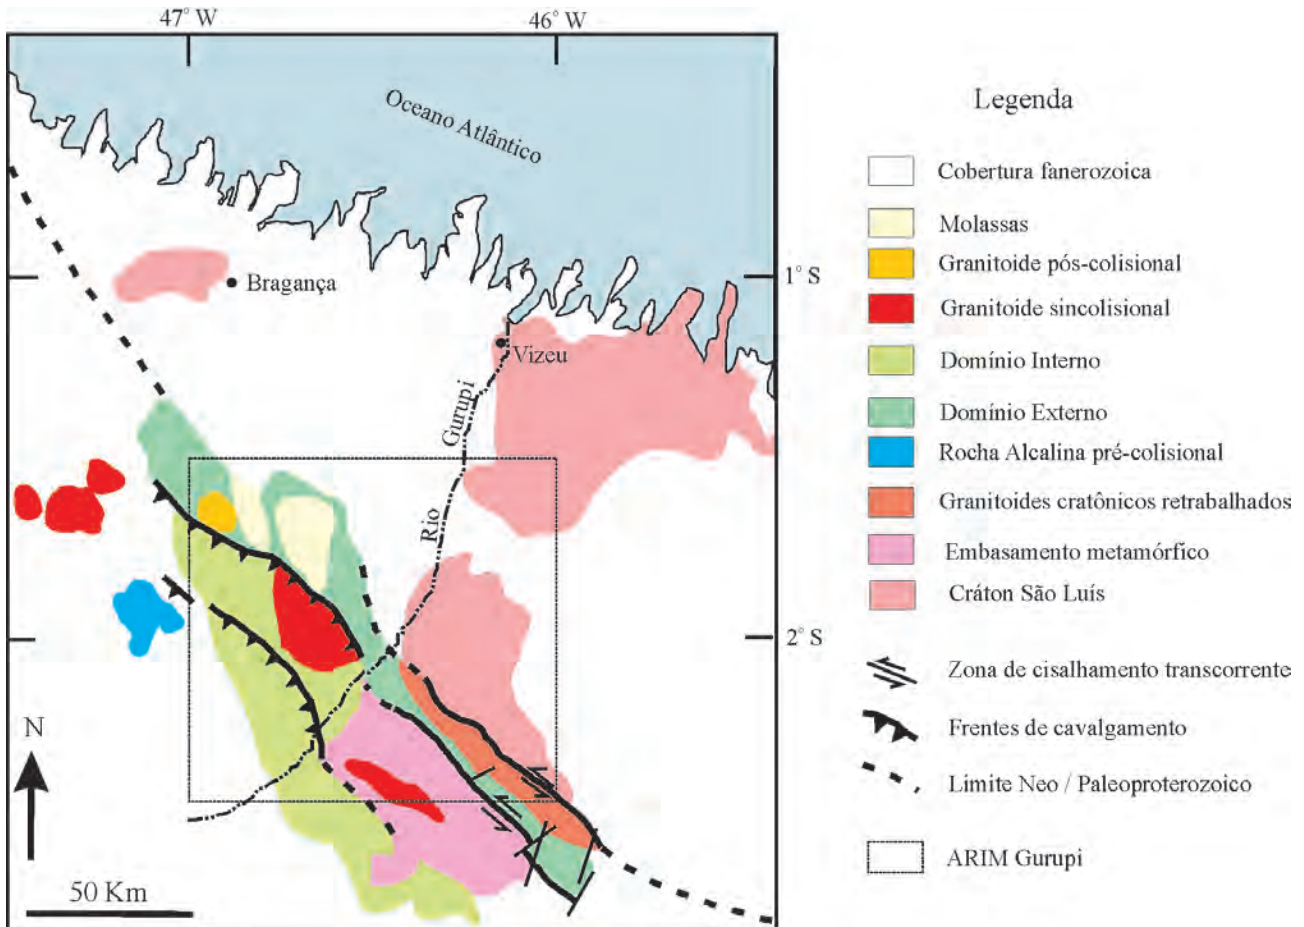 47° W
46° W
Oceano Atlântico
Bragança
1° S
Vizeu
Rio Gurupi
2° S
N
50 Km
Legenda
Cobertura fanerozoica
Molassas
Granitoide pós-colisional
Granitoide sincolisional
Domínio Interno
Domínio Externo
Rocha Alcalina pré-colisional
Granitoides cratônicos retrabalhados
Embasamento metamórfico
Cráton São Luís
Zona de cisalhamento transcorrente
Frentes de cavalgamento
Límite Neo / Paleoproterozoico
ARIM Gurupi